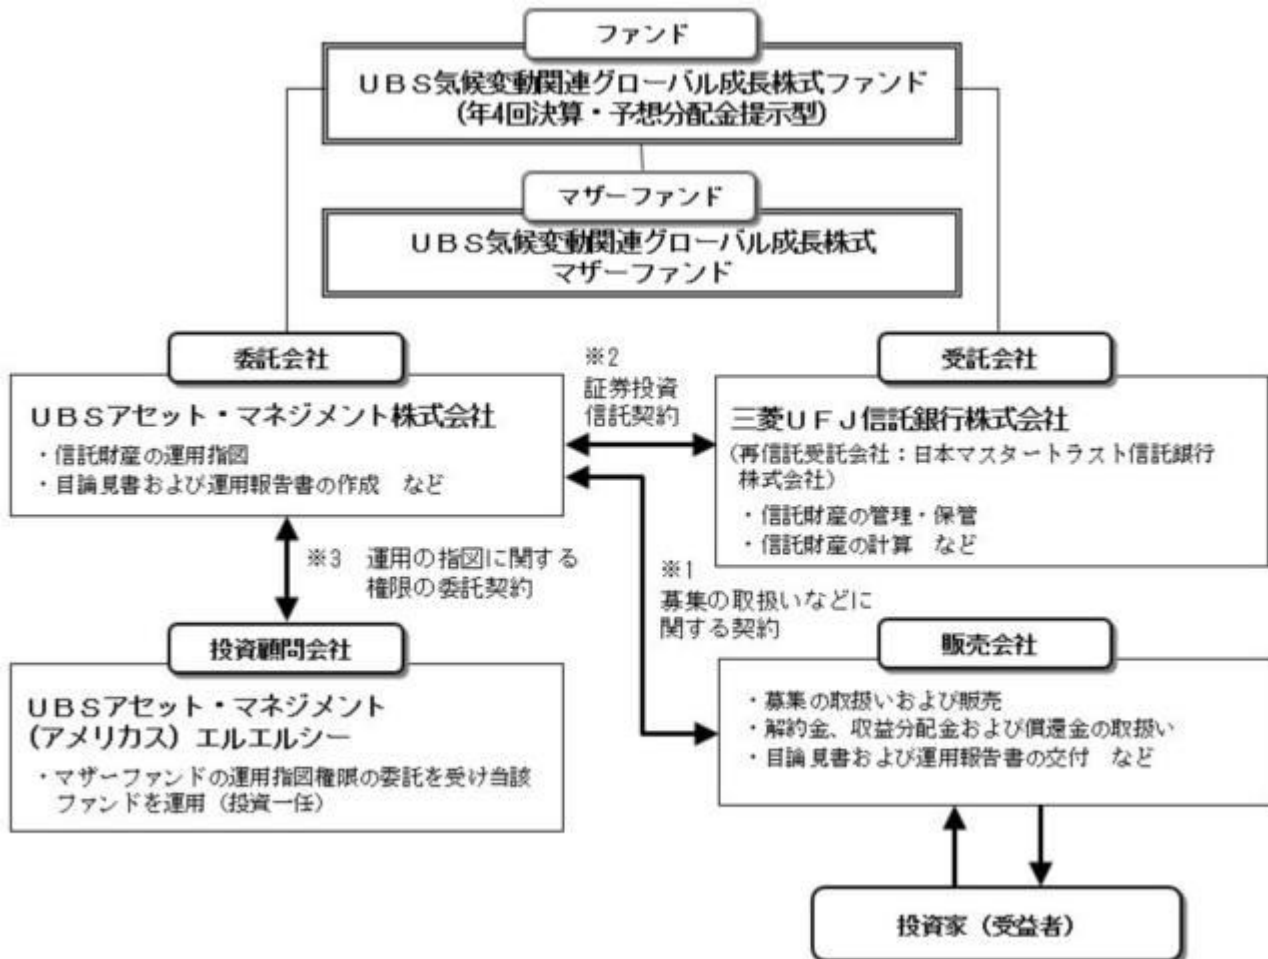 ファンド
UBS気候変動関連グローバル成長株式ファンド
(年4回決算・予想分配金提示型)
マザーファンド
UBS気候変動関連グローバル成長株式
マザーファンド
委託会社
UBSアセット・マネジメント株式会社
・信託財産の運用指図
・目論見書および運用報告書の作成 など
※2
証券投資
信託契約
受託会社
三菱UFJ信託銀行株式会社
(再信託受託会社:日本マスタートラスト信託銀行
株式会社)
・信託財産の管理・保管
・信託財産の計算 など
※3 運用の指図に関する
権限の委託契約
※1
募集の取扱いなどに
関する契約
投資顧問会社
UBSアセット・マネジメント
(アメリカス)エルエルシー
・マザーファンドの運用指図権限の委託を受け当該
ファンドを運用(投資一任)
販売会社
・募集の取扱いおよび販売
・解約金、収益分配金および償還金の取扱い
・目論見書および運用報告書の交付 など
投資家(受益者)